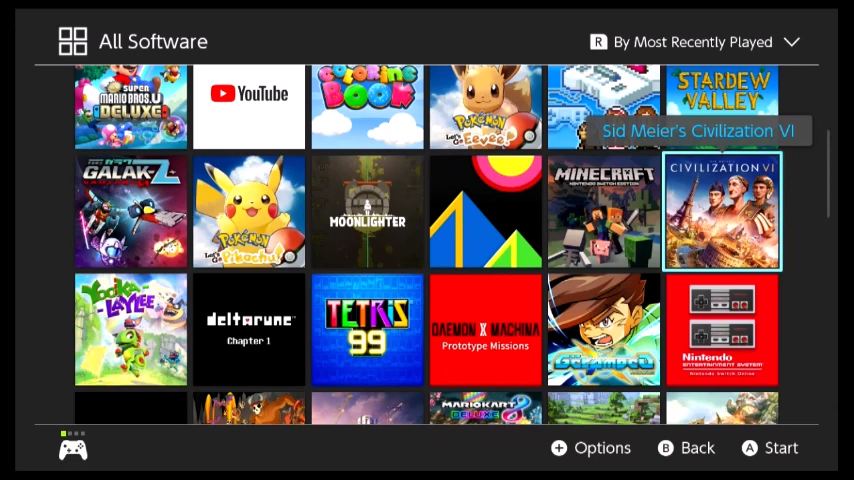 All Software
R By Most Recently Played
SUPER
MARIO BROS. U
DELUXE
YouTube
COLORING
BOOK
Pokémon
Let's Go Eevee!
STARDEW
VALLEY
Sid Meier's Civilization VI
GALAK-Z
Pokémon
Let's Go Pikachu!
MOONLIGHTER
MINECRAFT
NINTENDO SWITCH EDITION
CIVILIZATION VI
Yooka-
Laylee
deltarune
Chapter 1
TETRIS
99
DAEMON X MACHINA
Prototype Missions
Nintendo
ENTERTAINMENT SYSTEM
Nintendo Switch Online
MARIOKART
DELUXE 8
+ Options
B Back
A Start